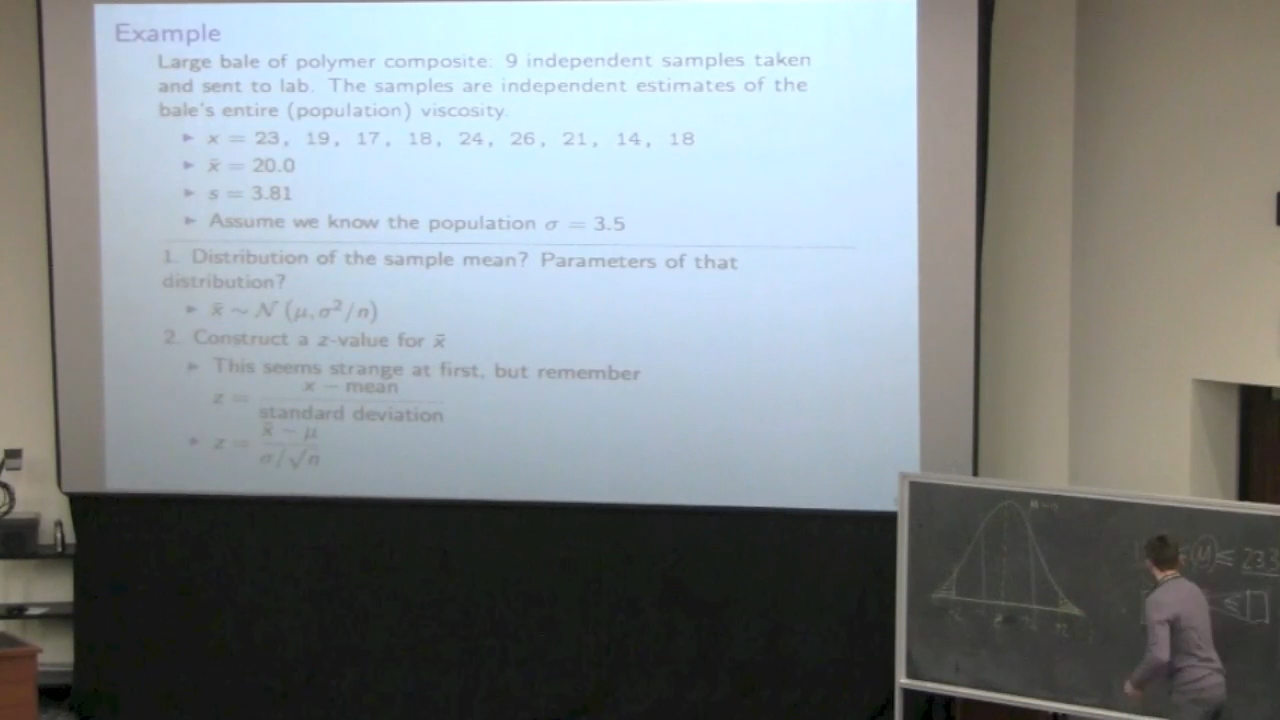 Example
Large bale of polymer composite: 9 independent samples taken
and sent to lab. The samples are independent estimates of the
bale's entire (population) viscosity.
► x = 23, 19, 17, 18, 24, 26, 21, 14, 18
► x̄ = 20.0
► s = 3.81
► Assume we know the population σ = 3.5
1. Distribution of the sample mean? Parameters of that
distribution?
► x̄ ∼ N (μ, σ²/n)
2. Construct a z-value for x̄
► This seems strange at first, but remember
z = x − mean / standard deviation
► z = x̄ − μ / σ/√n
(μ) ≤ 23.3
≤